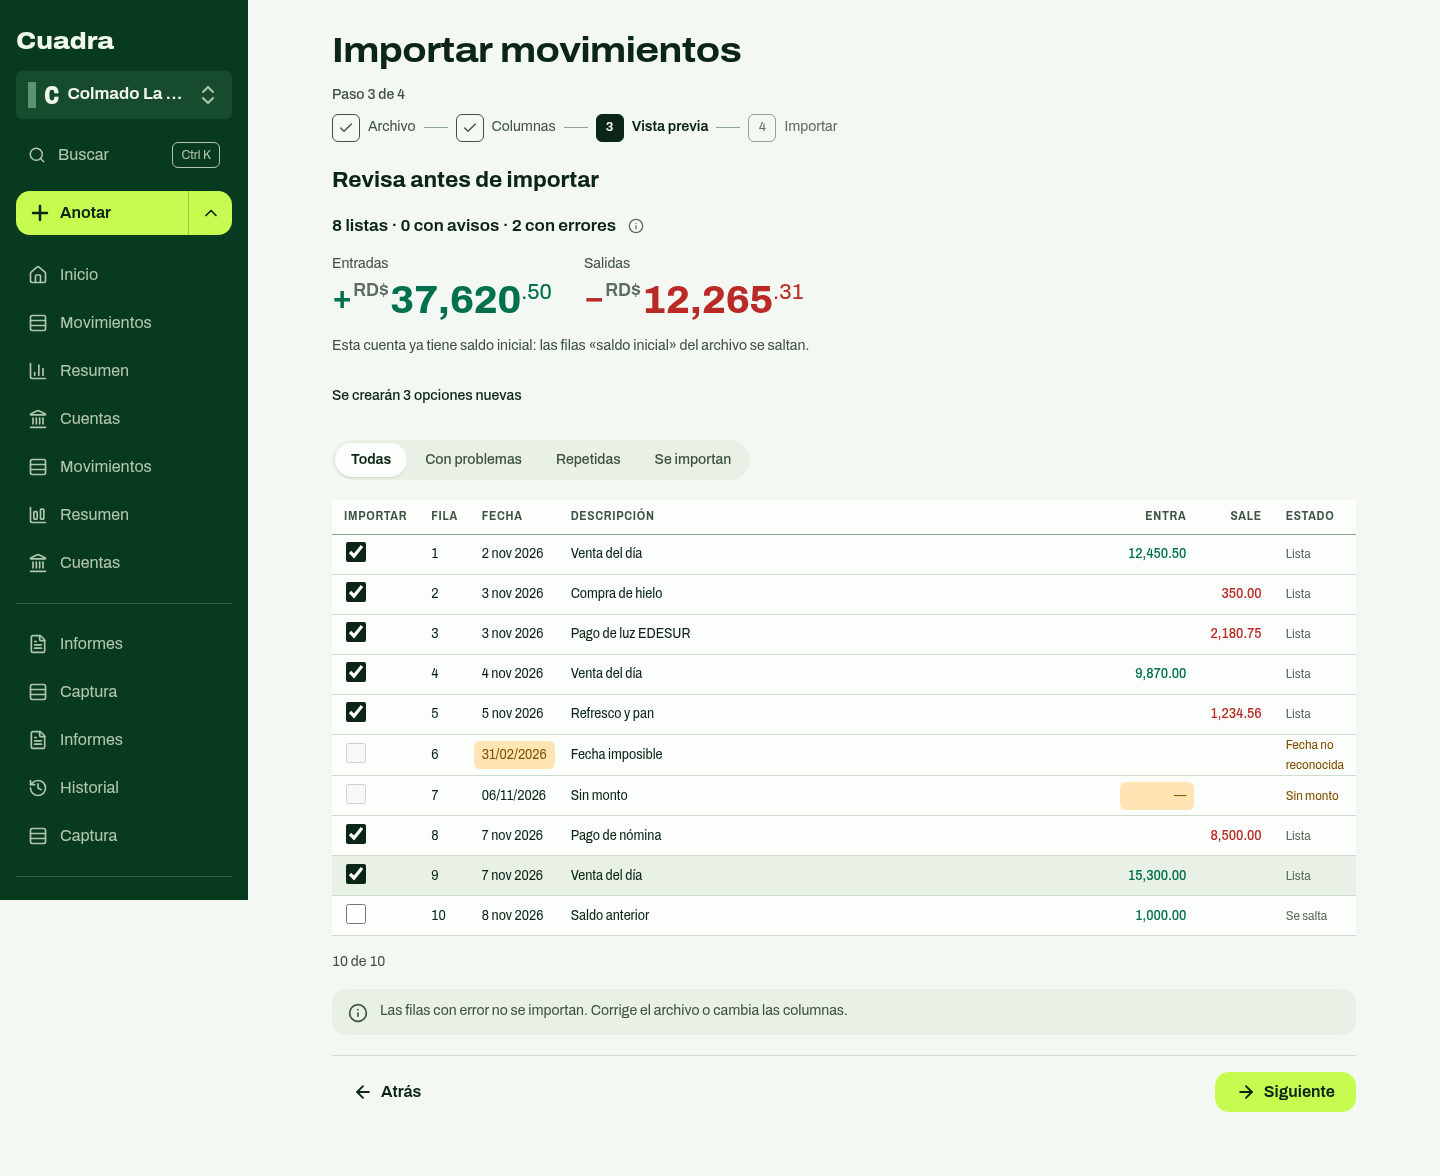 Cuadra
C Colmado La ...
Buscar Ctrl K
Anotar
Inicio
Movimientos
Resumen
Cuentas
Movimientos
Resumen
Cuentas
Informes
Captura
Informes
Historial
Captura
Importar movimientos
Paso 3 de 4
Archivo Columnas 3 Vista previa 4 Importar
Revisa antes de importar
8 listas · 0 con avisos · 2 con errores
Entradas Salidas
+RD$37,620.50 −RD$12,265.31
Esta cuenta ya tiene saldo inicial: las filas «saldo inicial» del archivo se saltan.
Se crearán 3 opciones nuevas
Todas Con problemas Repetidas Se importan
IMPORTAR FILA FECHA DESCRIPCIÓN ENTRA SALE ESTADO
1 2 nov 2026 Venta del día 12,450.50 Lista
2 3 nov 2026 Compra de hielo 350.00 Lista
3 3 nov 2026 Pago de luz EDESUR 2,180.75 Lista
4 4 nov 2026 Venta del día 9,870.00 Lista
5 5 nov 2026 Refresco y pan 1,234.56 Lista
6 31/02/2026 Fecha imposible Fecha no reconocida
7 06/11/2026 Sin monto — Sin monto
8 7 nov 2026 Pago de nómina 8,500.00 Lista
9 7 nov 2026 Venta del día 15,300.00 Lista
10 8 nov 2026 Saldo anterior 1,000.00 Se salta
10 de 10
Las filas con error no se importan. Corrige el archivo o cambia las columnas.
Atrás Siguiente